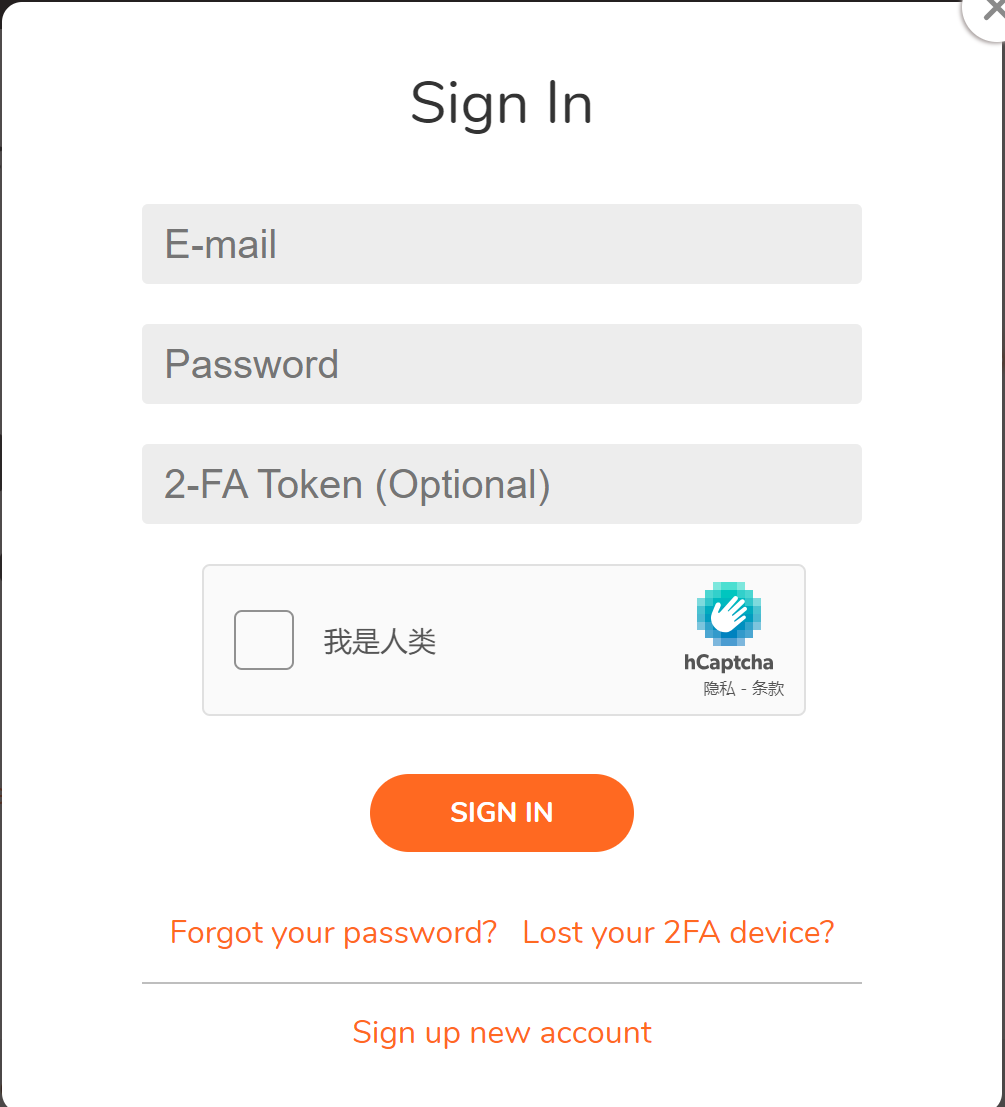 Sign In
E-mail
Password
2-FA Token (Optional)
我是人类
hCaptcha
隐私 - 条款
SIGN IN
Forgot your password? Lost your 2FA device?
Sign up new account